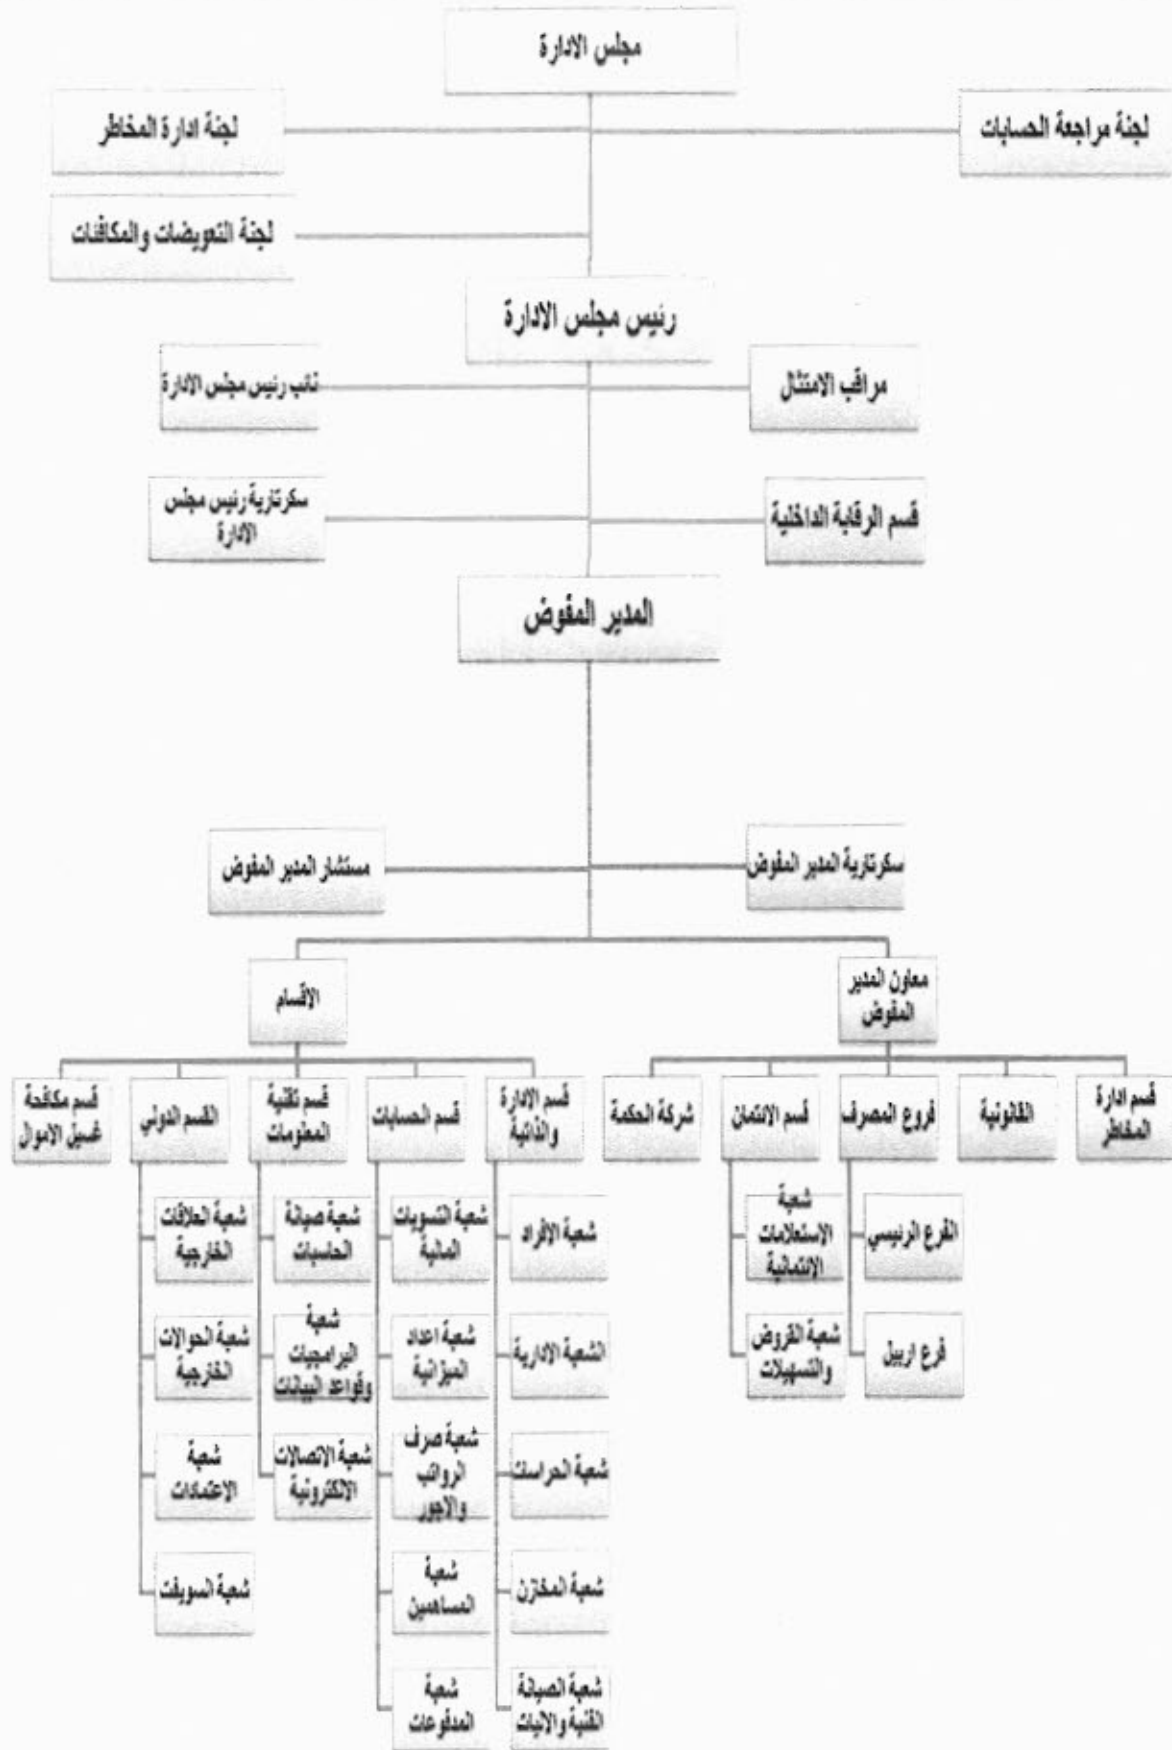 مجلس الادارة
لجنة مراجعة الحسابات
لجنة ادارة المخاطر
لجنة التعويضات والمكافئات
رئيس مجلس الادارة
مراقب الامتثال
نائب رئيس مجلس الادارة
قسم الرقابة الداخلية
سكرتارية رئيس مجلس
الادارة
المدير المفوض
سكرتارية المدير المفوض
مستشار المدير المفوض
معاون المدير
المفوض
الاقسام
قسم ادارة
المخاطر
القانونية
فروع المصرف
قسم الائتمان
شركة الحكمة
قسم الادارة
والذاتية
قسم الحسابات
قسم تقنية
المعلومات
القسم الدولي
قسم مكافحة
غسيل الاموال
الفرع الرئيسي
شعبة
الاستعلامات
الائتمانية
شعبة الافراد
شعبة التسويات
المالية
شعبة صيانة
الحاسبات
شعبة العلاقات
الخارجية
فرع اربيل
شعبة القروض
والتسهيلات
الشعبة الادارية
شعبة اعداد
الميزانية
شعبة
البرامجيات
وقواعد البيانات
شعبة الحوالات
الخارجية
شعبة الحراسات
شعبة صرف
الرواتب
والاجور
شعبة الاتصالات
الالكترونية
شعبة
الاعتمادات
شعبة المخازن
شعبة
المساهمين
شعبة السويفت
شعبة الصيانة
الفنية والاليات
شعبة
المدفوعات